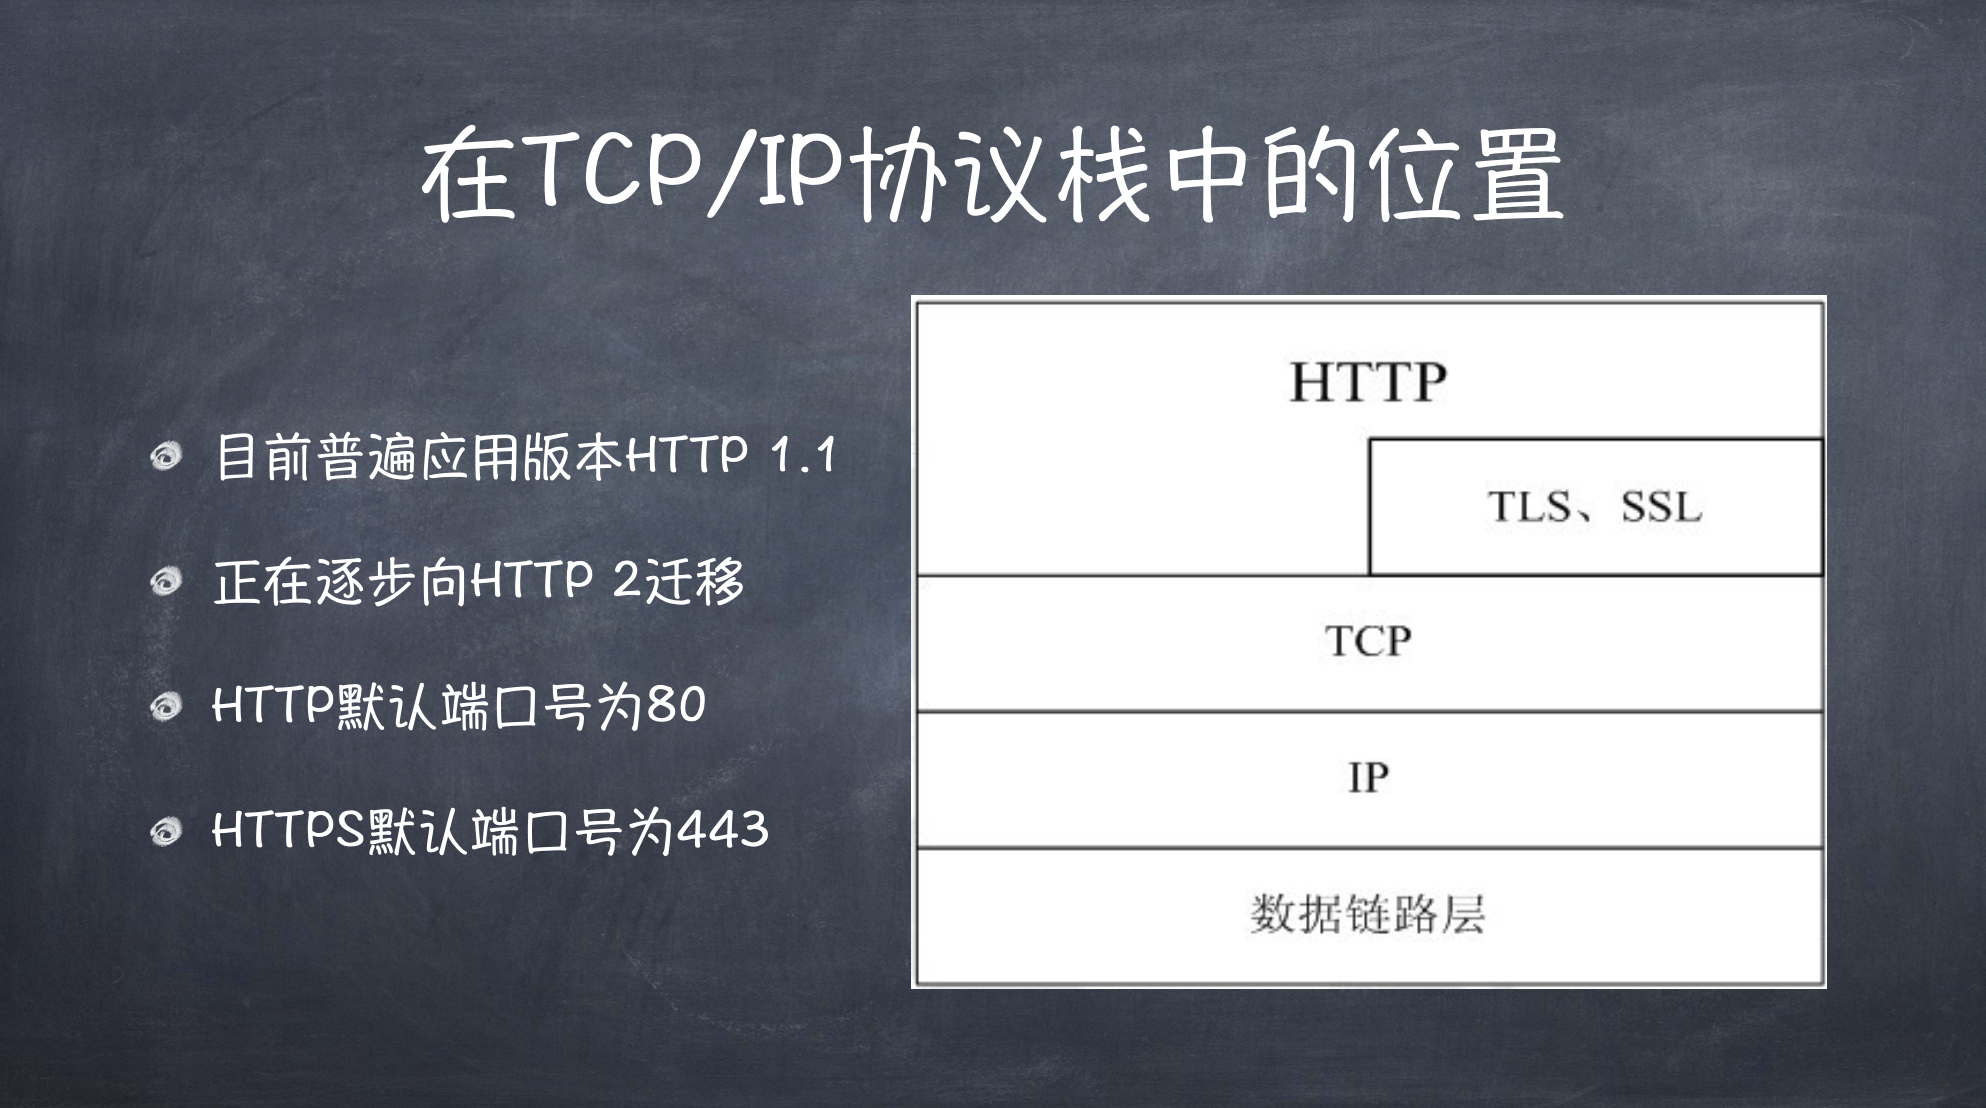 在TCP/IP协议栈中的位置
目前普遍应用版本HTTP 1.1
正在逐步向HTTP 2迁移
HTTP默认端口号为80
HTTPS默认端口号为443
HTTP
TLS、SSL
TCP
IP
数据链路层